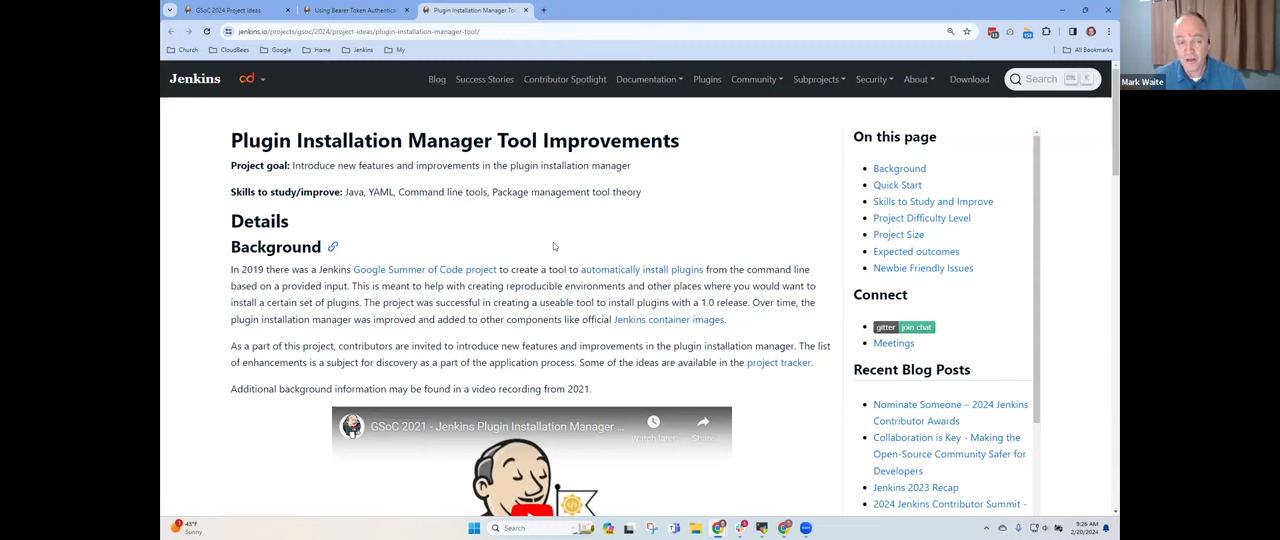 GSoC 2024 Project ideas
Using Bearer Token Authentic
Plugin Installation Manager Too
jenkins.io/projects/gsoc/2024/project-ideas/plugin-installation-manager-tool/
Church
CloudBees
Google
Home
Jenkins
My
All Bookmarks
Mark Waite
Jenkins
cd
Blog
Success Stories
Contributor Spotlight
Documentation
Plugins
Community
Subprojects
Security
About
Download
Search
K
Plugin Installation Manager Tool Improvements
Project goal: Introduce new features and improvements in the plugin installation manager
Skills to study/improve: Java, YAML, Command line tools, Package management tool theory
Details
Background
In 2019 there was a Jenkins Google Summer of Code project to create a tool to automatically install plugins from the command line
based on a provided input. This is meant to help with creating reproducible environments and other places where you would want to
install a certain set of plugins. The project was successful in creating a useable tool to install plugins with a 1.0 release. Over time, the
plugin installation manager was improved and added to other components like official Jenkins container images.
As a part of this project, contributors are invited to introduce new features and improvements in the plugin installation manager. The list
of enhancements is a subject for discovery as a part of the application process. Some of the ideas are available in the project tracker.
Additional background information may be found in a video recording from 2021.
GSoC 2021 - Jenkins Plugin Installation Manager ...
Watch later
Share
On this page
Background
Quick Start
Skills to Study and Improve
Project Difficulty Level
Project Size
Expected outcomes
Newbie Friendly Issues
Connect
gitter join chat
Meetings
Recent Blog Posts
Nominate Someone – 2024 Jenkins
Contributor Awards
Collaboration is Key - Making the
Open-Source Community Safer for
Developers
Jenkins 2023 Recap
2024 Jenkins Contributor Summit -
43°F
Sunny
Search
9:26 AM
2/20/2024